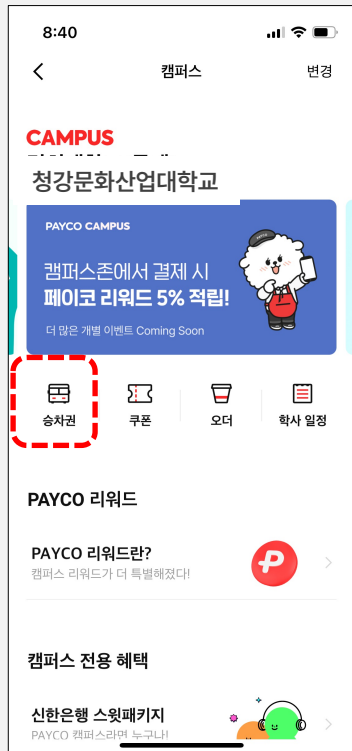 8:40
캠퍼스
변경
CAMPUS
청강문화산업대학교
PAYCO CAMPUS
캠퍼스존에서 결제 시
페이코 리워드 5% 적립!
더 많은 개별 이벤트 Coming Soon
승차권
쿠폰
오더
학사 일정
PAYCO 리워드
PAYCO 리워드란?
캠퍼스 리워드가 더 특별해졌다!
캠퍼스 전용 혜택
신한은행 스윗패키지
PAYCO 캠퍼스라면 누구나!